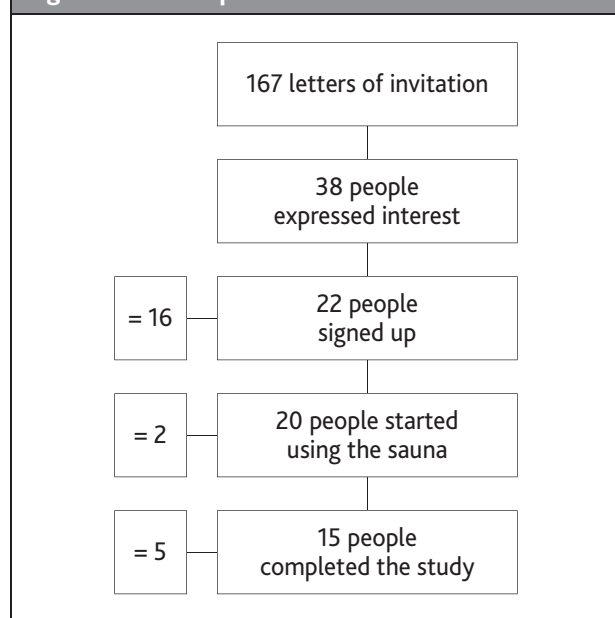 167 letters of invitation
38 people
expressed interest
= 16
22 people
signed up
= 2
20 people started
using the sauna
= 5
15 people
completed the study